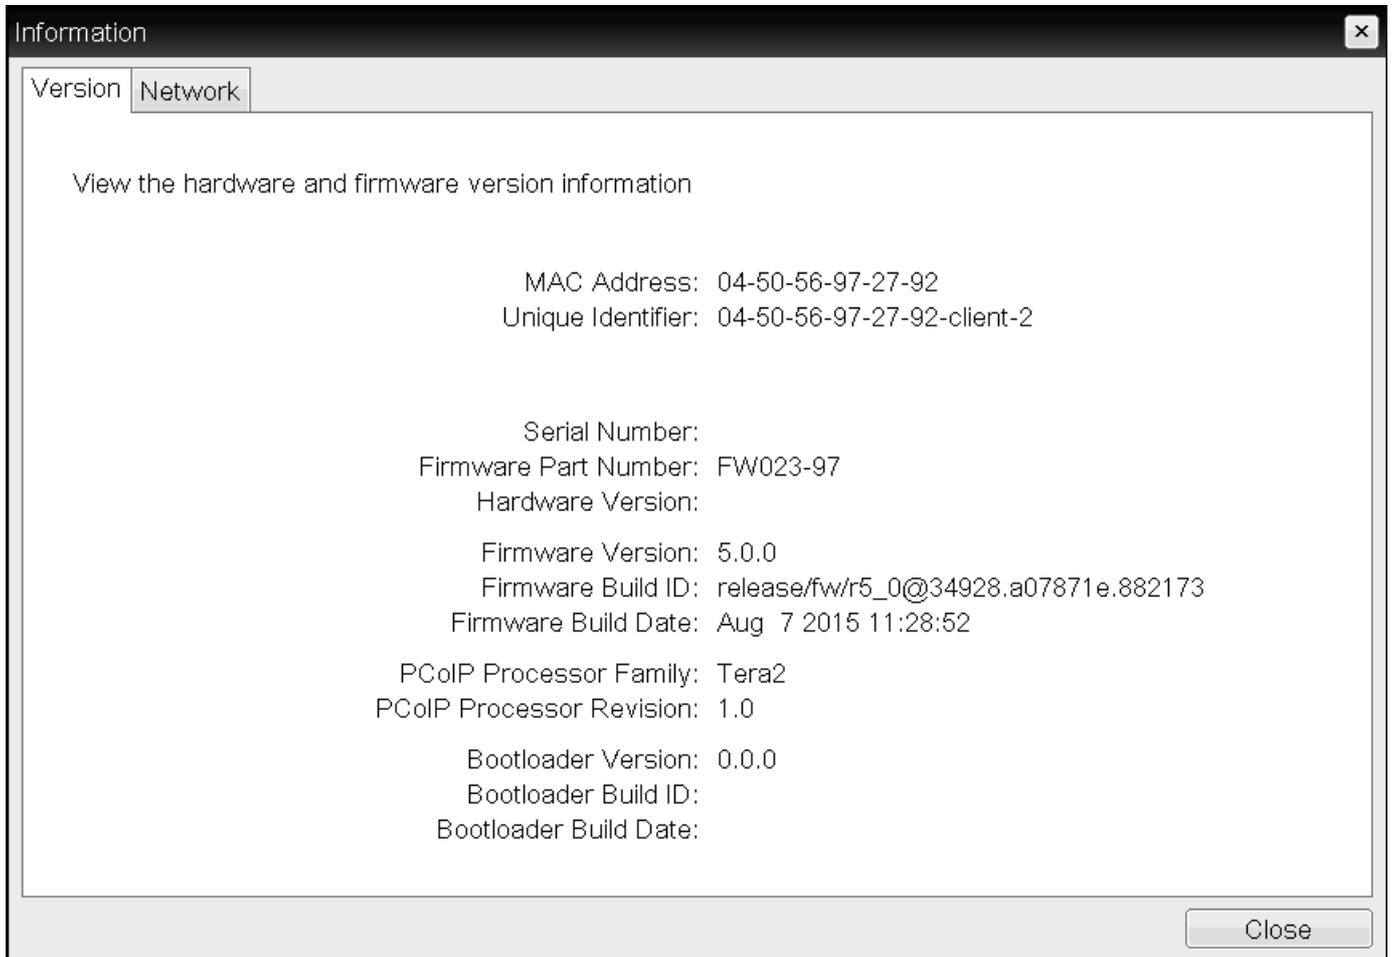 Information
Version Network
View the hardware and firmware version information
MAC Address: 04-50-56-97-27-92
Unique Identifier: 04-50-56-97-27-92-client-2
Serial Number:
Firmware Part Number: FW023-97
Hardware Version:
Firmware Version: 5.0.0
Firmware Build ID: release/fw/r5_0@34928.a07871e.882173
Firmware Build Date: Aug  7 2015 11:28:52
PCoIP Processor Family: Tera2
PCoIP Processor Revision: 1.0
Bootloader Version: 0.0.0
Bootloader Build ID:
Bootloader Build Date:
Close